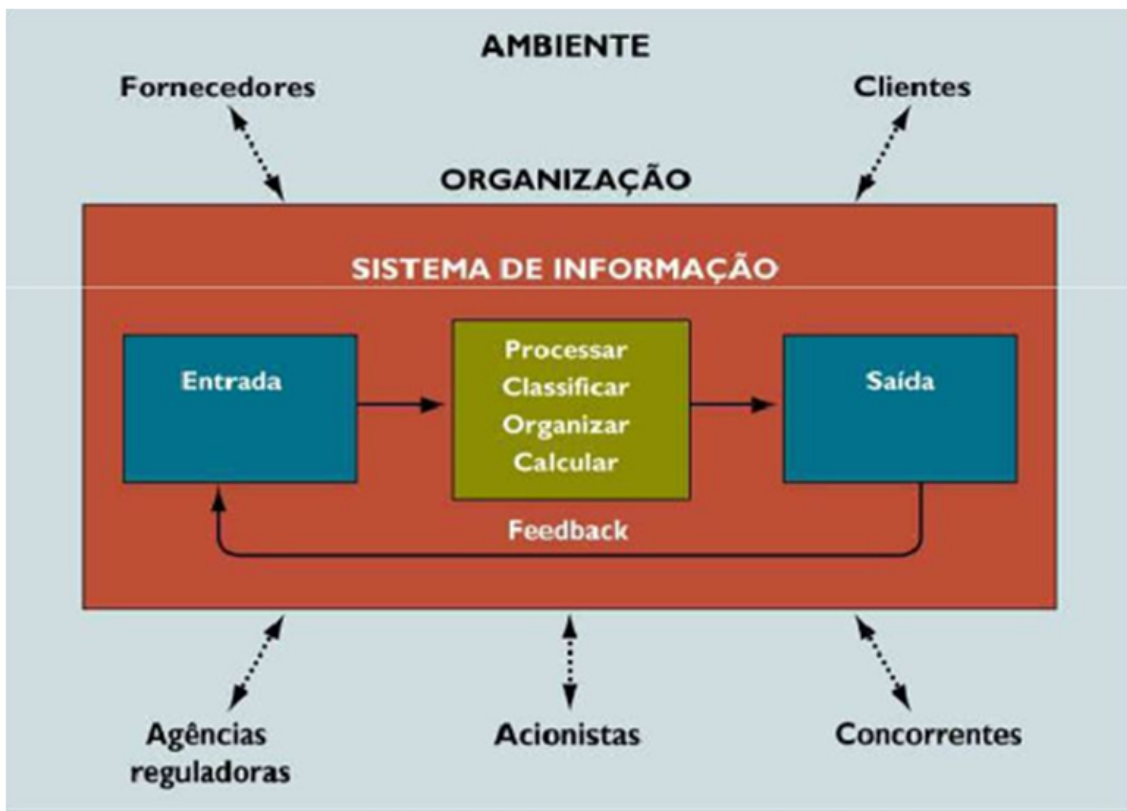 AMBIENTE
Fornecedores
Clientes
ORGANIZAÇÃO
SISTEMA DE INFORMAÇÃO
Entrada
Processar
Classificar
Organizar
Calcular
Saída
Feedback
Agências
reguladoras
Acionistas
Concorrentes